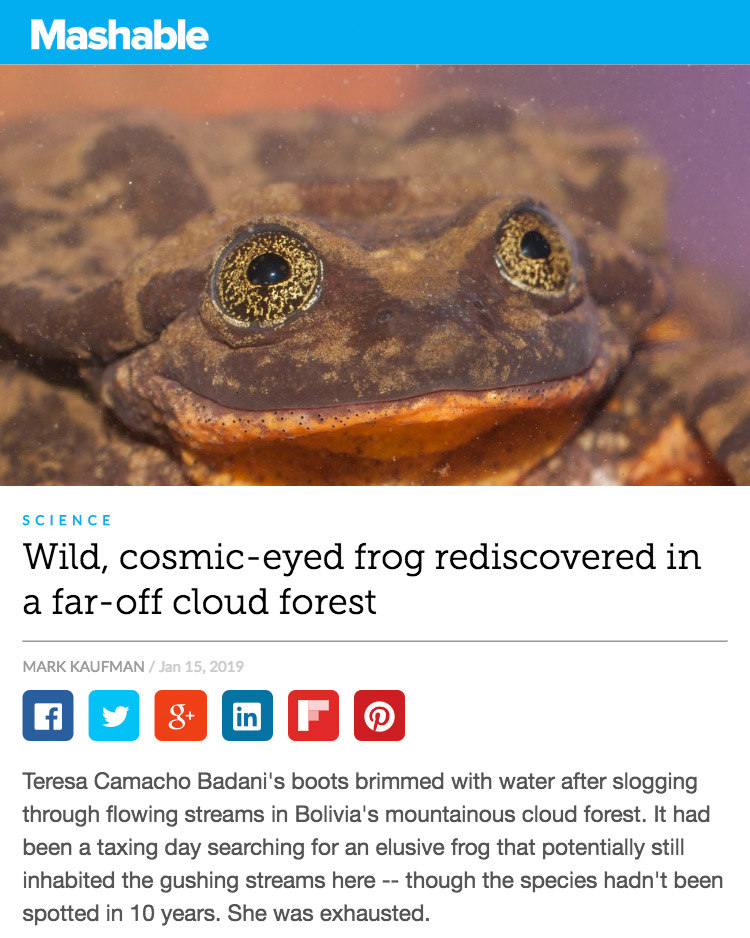 Mashable
SCIENCE
Wild, cosmic-eyed frog rediscovered in
a far-off cloud forest
MARK KAUFMAN / Jan 15, 2019
g+
in
Teresa Camacho Badani's boots brimmed with water after slogging
through flowing streams in Bolivia's mountainous cloud forest. It had
been a taxing day searching for an elusive frog that potentially still
inhabited the gushing streams here -- though the species hadn't been
spotted in 10 years. She was exhausted.